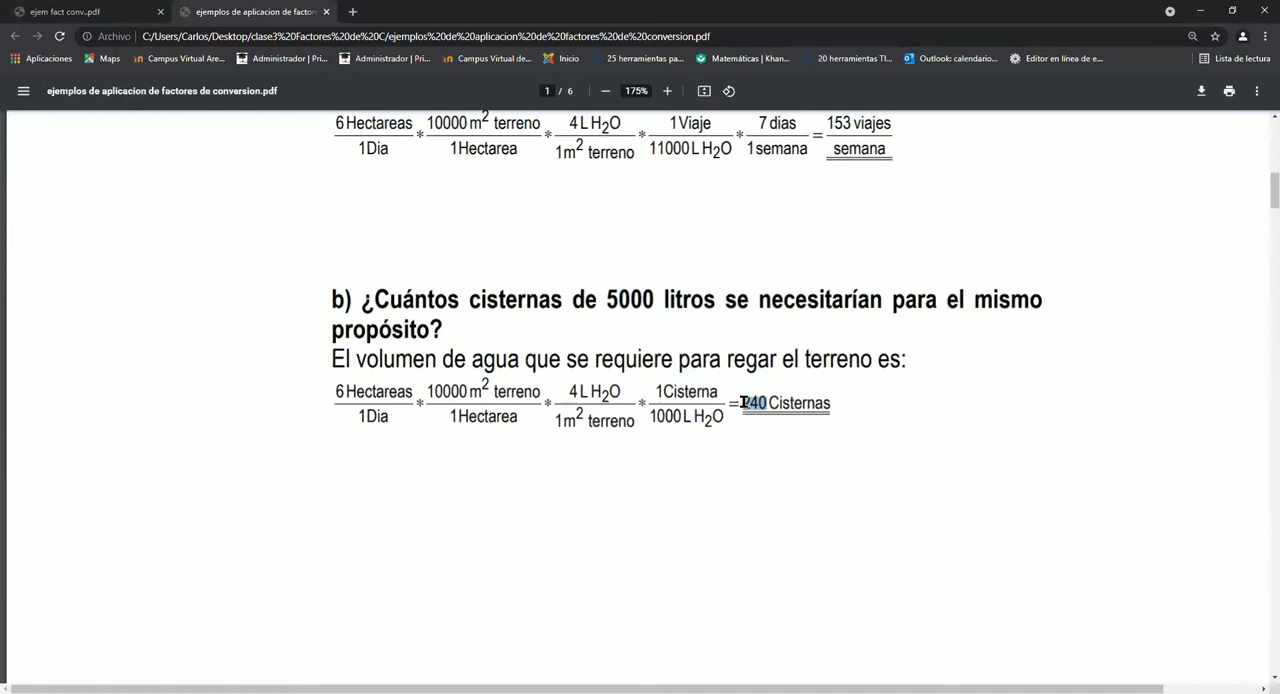 ejem fact conv..pdf
ejemplos de aplicacion de factor
Archivo C:/Users/Carlos/Desktop/clase3%20Factores%20de%20C/ejemplos%20de%20aplicacion%20de%20factores%20de%20conversion.pdf
Aplicaciones Maps Campus Virtual Are... Administrador | Pri... Administrador | Pri... Campus Virtual de... Inicio 25 herramientas pa... Matemáticas | Khan... 20 herramientas TI... Outlook: calendario... Editor en línea de e... Lista de lectura
ejemplos de aplicacion de factores de conversion.pdf 1 / 6 175%
6 Hectareas 10000 m² terreno 4 L H₂O 1 Viaje 7 dias 153 viajes
* * * * =
1 Dia 1 Hectarea 1 m² terreno 11000 L H₂O 1 semana semana
b) ¿Cuántos cisternas de 5000 litros se necesitarían para el mismo
propósito?
El volumen de agua que se requiere para regar el terreno es:
6 Hectareas 10000 m² terreno 4 L H₂O 1 Cisterna
* * * = 240 Cisternas
1 Dia 1 Hectarea 1 m² terreno 1000 L H₂O